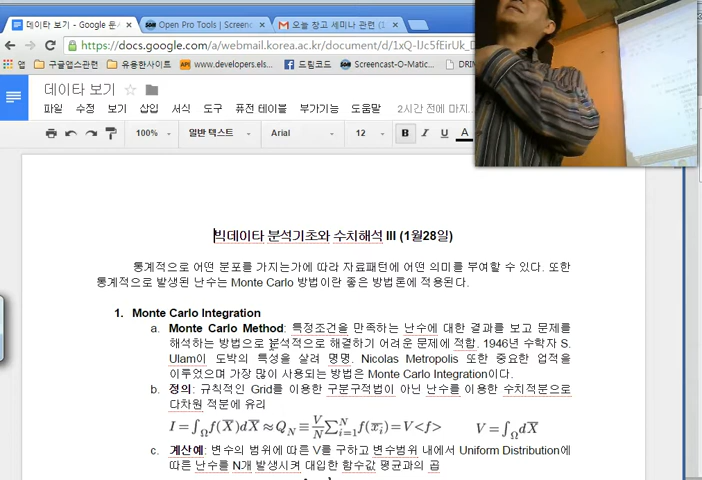 데이타 보기 - Google 문
Open Pro Tools | Screenc
오늘 창고 세미나 관련 (1
https://docs.google.com/a/webmail.korea.ac.kr/document/d/1xQ-IJc5fEirUk_D
앱
구글앱스관련
유용한사이트
www.developers.els...
드림코드
Screencast-O-Matic...
데이타 보기
파일 수정 보기 삽입 서식 도구 퓨전 테이블 부가기능 도움말 2시간 전에 마지
100% 일반 텍스트 Arial 12 B I U A
빅데이타 분석기초와 수치해석 III (1월28일)
통계적으로 어떤 분포를 가지는가에 따라 자료패턴에 어떤 의미를 부여할 수 있다. 또한
통계적으로 발생된 난수는 Monte Carlo 방법이란 좋은 방법론에 적용된다.
1. Monte Carlo Integration
a. Monte Carlo Method: 특정조건을 만족하는 난수에 대한 결과를 보고 문제를
해석하는 방법으로 분석적으로 해결하기 어려운 문제에 적합. 1946년 수학자 S.
Ulam이 도박의 특성을 살려 명명. Nicolas Metropolis 또한 중요한 업적을
이루었으며 가장 많이 사용되는 방법은 Monte Carlo Integration이다.
b. 정의: 규칙적인 Grid를 이용한 구분구적법이 아닌 난수를 이용한 수치적분으로
다차원 적분에 유리
I = ∫_Ω f(X̄)dX̄ ≈ Q_N ≡ V/N ∑_{i=1}^N f(x̄_i) = V<f> V = ∫_Ω dX̄
c. 계산예: 변수의 범위에 따른 V를 구하고 변수범위 내에서 Uniform Distribution에
따른 난수를 N개 발생시켜 대입한 함수값 평균과의 곱